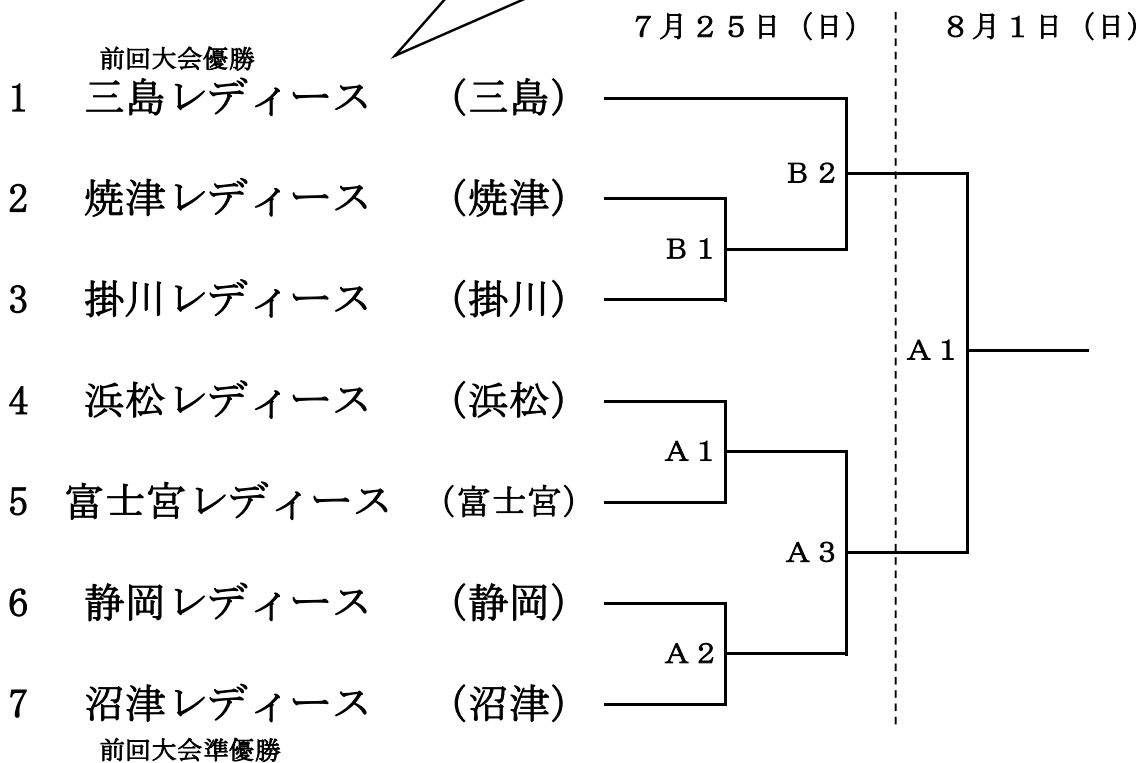 ７月２５日（日） ８月１日（日）
前回大会優勝
1 三島レディース （三島）
Ｂ２
2 焼津レディース （焼津）
Ｂ１
3 掛川レディース （掛川）
Ａ１
4 浜松レディース （浜松）
Ａ１
5 富士宮レディース （富士宮）
Ａ３
6 静岡レディース （静岡）
Ａ２
7 沼津レディース （沼津）
前回大会準優勝